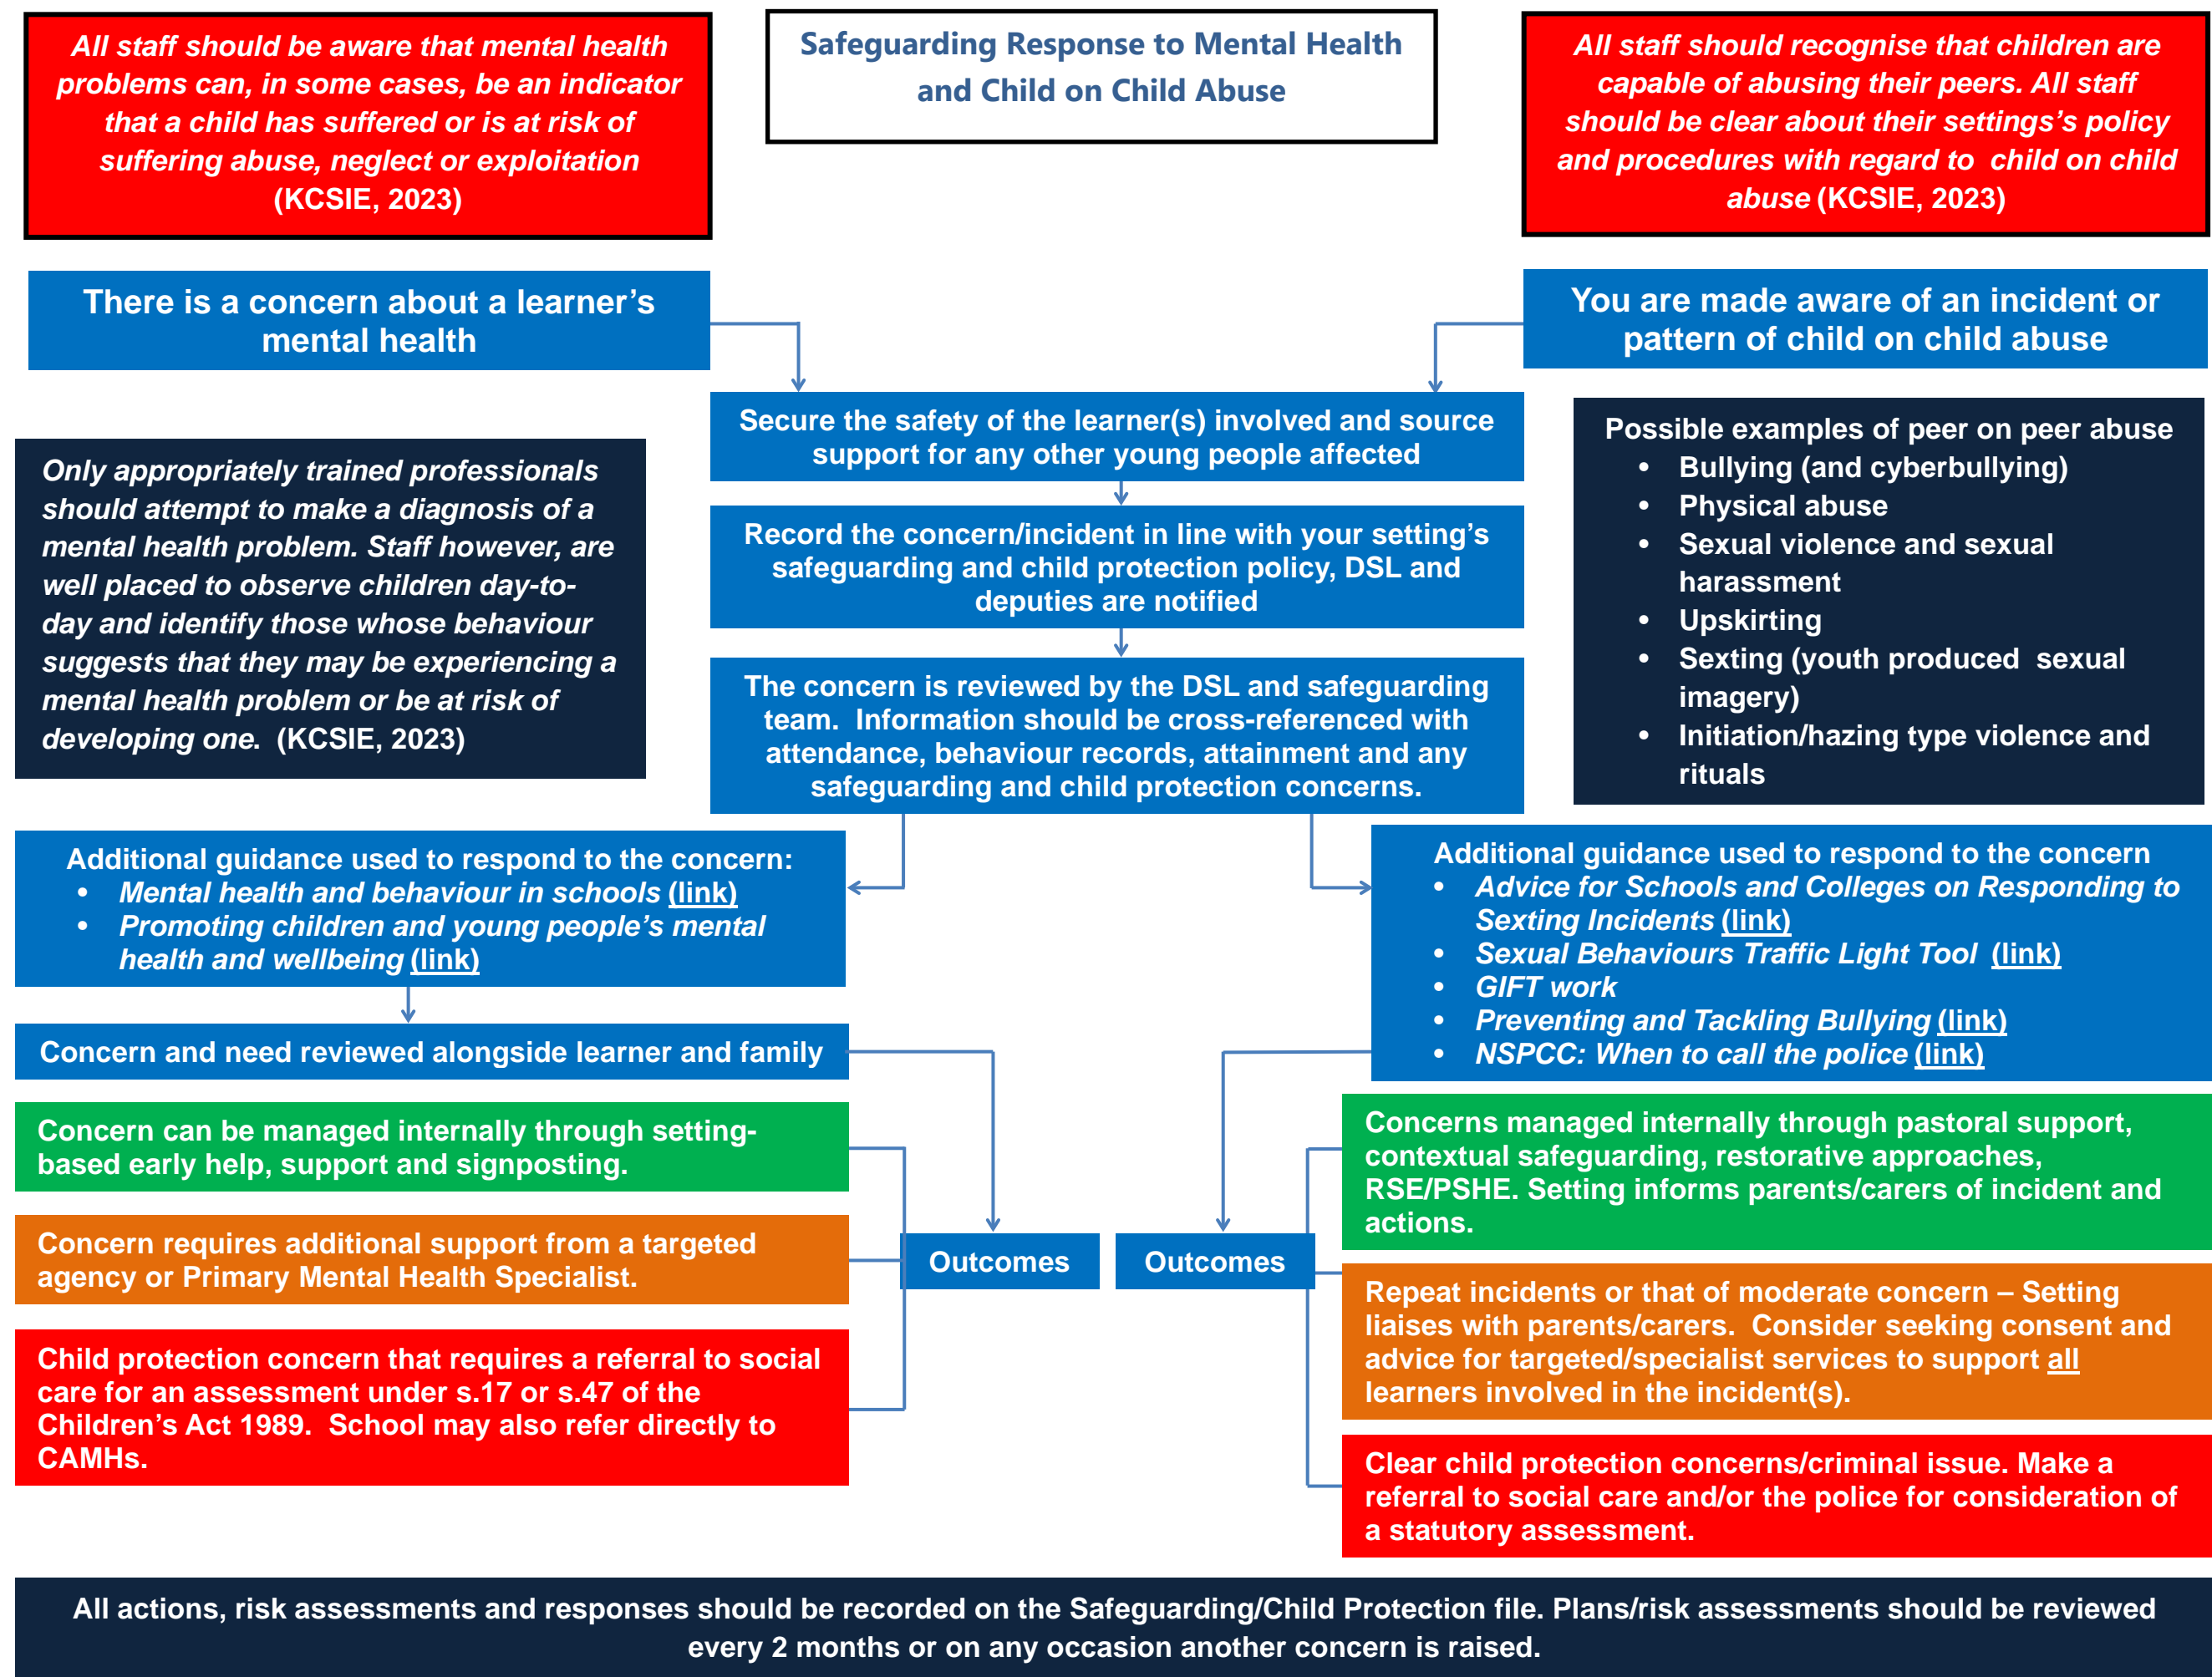 All staff should be aware that mental health
problems can, in some cases, be an indicator
that a child has suffered or is at risk of
suffering abuse, neglect or exploitation
(KCSIE, 2023)
Safeguarding Response to Mental Health
and Child on Child Abuse
All staff should recognise that children are
capable of abusing their peers. All staff
should be clear about their settings's policy
and procedures with regard to child on child
abuse (KCSIE, 2023)
There is a concern about a learner’s
mental health
You are made aware of an incident or
pattern of child on child abuse
Secure the safety of the learner(s) involved and source
support for any other young people affected
Only appropriately trained professionals
should attempt to make a diagnosis of a
mental health problem. Staff however, are
well placed to observe children day-to-
day and identify those whose behaviour
suggests that they may be experiencing a
mental health problem or be at risk of
developing one. (KCSIE, 2023)
Record the concern/incident in line with your setting’s
safeguarding and child protection policy, DSL and
deputies are notified
The concern is reviewed by the DSL and safeguarding
team. Information should be cross-referenced with
attendance, behaviour records, attainment and any
safeguarding and child protection concerns.
Possible examples of peer on peer abuse
• Bullying (and cyberbullying)
• Physical abuse
• Sexual violence and sexual
harassment
• Upskirting
• Sexting (youth produced sexual
imagery)
• Initiation/hazing type violence and
rituals
Additional guidance used to respond to the concern:
• Mental health and behaviour in schools (link)
• Promoting children and young people’s mental
health and wellbeing (link)
Additional guidance used to respond to the concern
• Advice for Schools and Colleges on Responding to
Sexting Incidents (link)
• Sexual Behaviours Traffic Light Tool (link)
• GIFT work
• Preventing and Tackling Bullying (link)
• NSPCC: When to call the police (link)
Concern and need reviewed alongside learner and family
Concern can be managed internally through setting-
based early help, support and signposting.
Concern requires additional support from a targeted
agency or Primary Mental Health Specialist.
Child protection concern that requires a referral to social
care for an assessment under s.17 or s.47 of the
Children’s Act 1989. School may also refer directly to
CAMHs.
Outcomes
Outcomes
Concerns managed internally through pastoral support,
contextual safeguarding, restorative approaches,
RSE/PSHE. Setting informs parents/carers of incident and
actions.
Repeat incidents or that of moderate concern – Setting
liaises with parents/carers. Consider seeking consent and
advice for targeted/specialist services to support all
learners involved in the incident(s).
Clear child protection concerns/criminal issue. Make a
referral to social care and/or the police for consideration of
a statutory assessment.
All actions, risk assessments and responses should be recorded on the Safeguarding/Child Protection file. Plans/risk assessments should be reviewed
every 2 months or on any occasion another concern is raised.